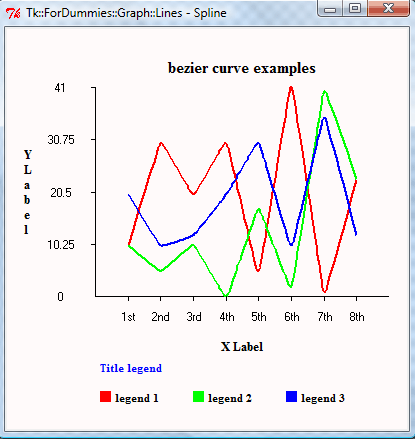 Tk::ForDummies::Graph::Lines - Spline
bezier curve examples
41
30.75
20.5
10.25
0
Y Label
1st 2nd 3rd 4th 5th 6th 7th 8th
X Label
Title legend
legend 1 legend 2 legend 3